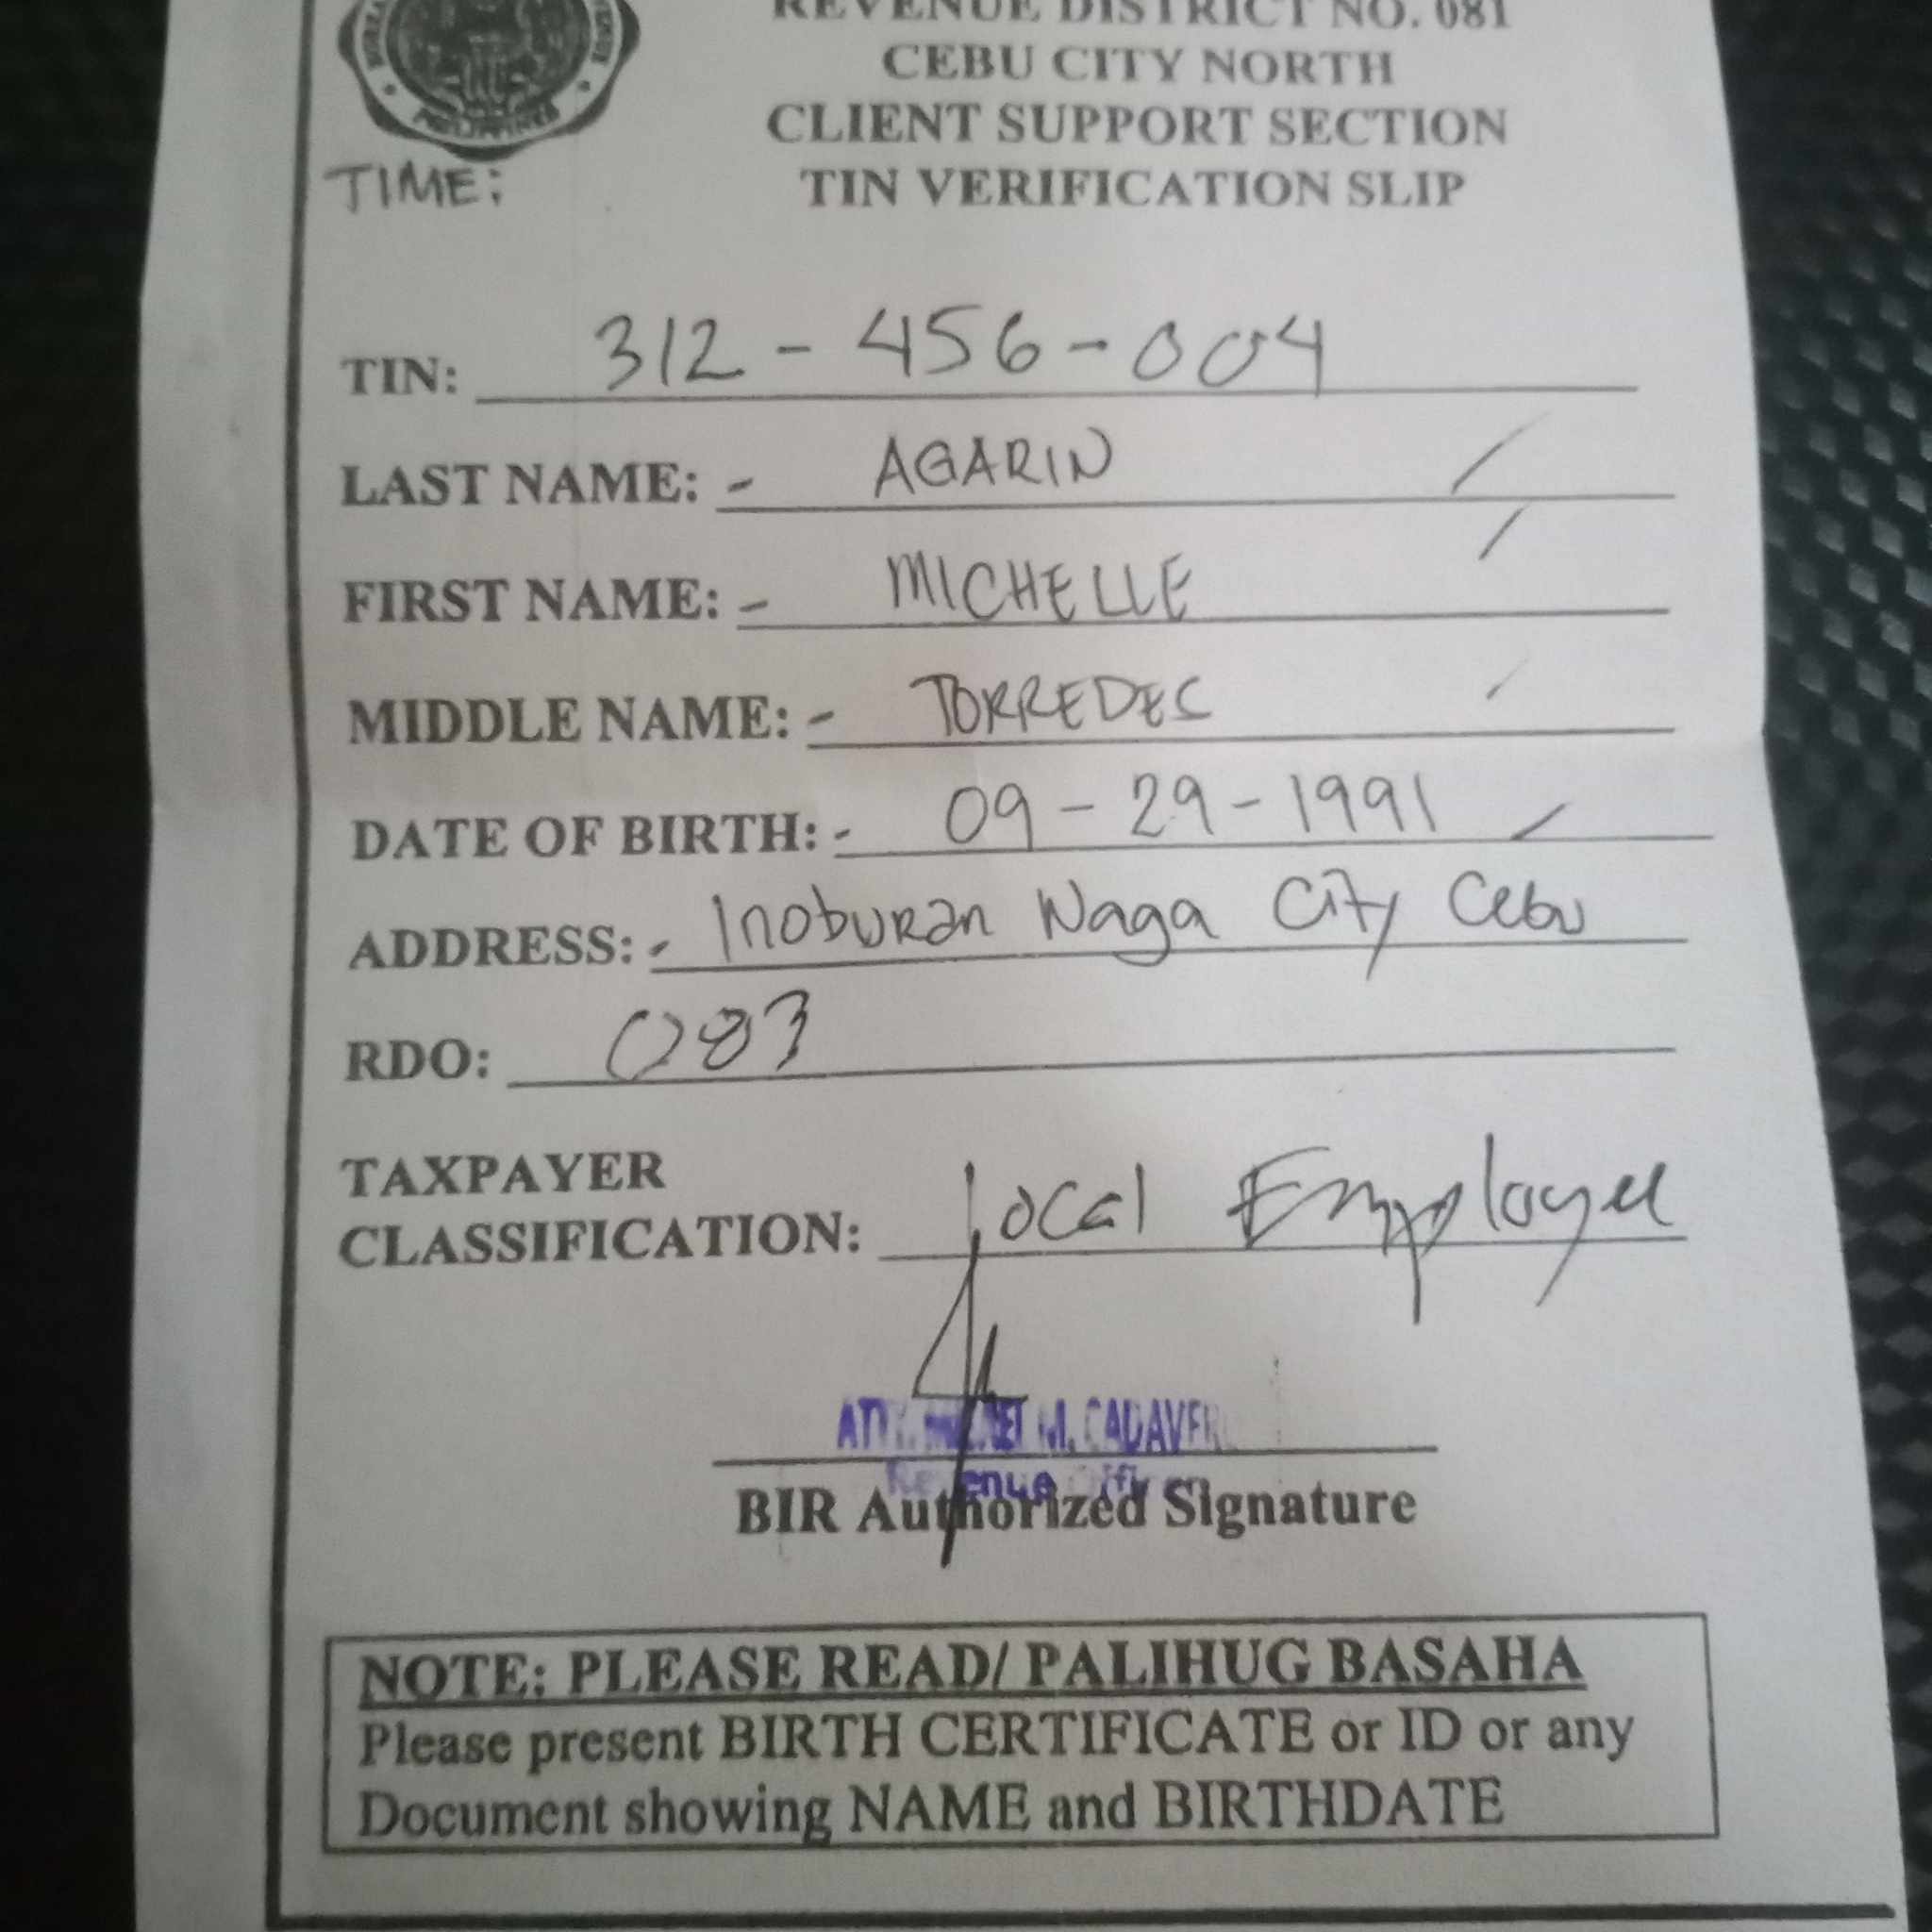 REVENUE DISTRICT NO. 081
CEBU CITY NORTH
CLIENT SUPPORT SECTION
TIN VERIFICATION SLIP
TIME:
TIN: 312-456-004
LAST NAME: - AGARIN
FIRST NAME: - MICHELLE
MIDDLE NAME: - TORREDES
DATE OF BIRTH: - 09-29-1991
ADDRESS: - Inoburan Naga City Cebu
RDO: 083
TAXPAYER
CLASSIFICATION: Local Employee
M. CADAVER
Revenue
BIR Authorized Signature
NOTE: PLEASE READ/ PALIHUG BASAHA
Please present BIRTH CERTIFICATE or ID or any
Document showing NAME and BIRTHDATE